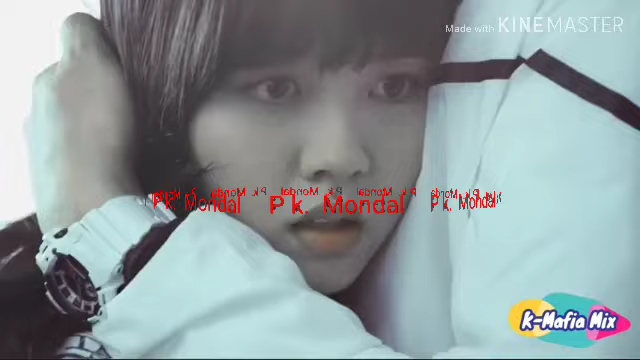 Made with KINEMASTER
P k. Mondal P k. Mondal P k. Mondal
K-Mafia Mix